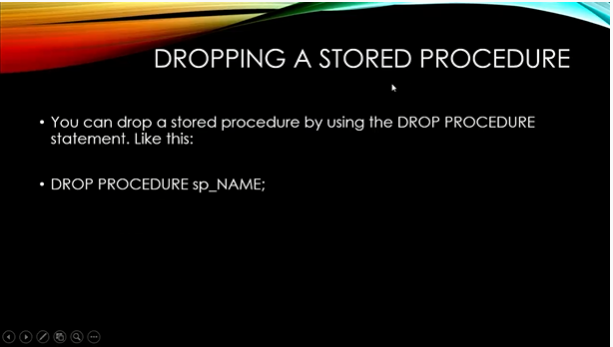 DROPPING A STORED PROCEDURE
• You can drop a stored procedure by using the DROP PROCEDURE
statement. Like this:
• DROP PROCEDURE sp_NAME;